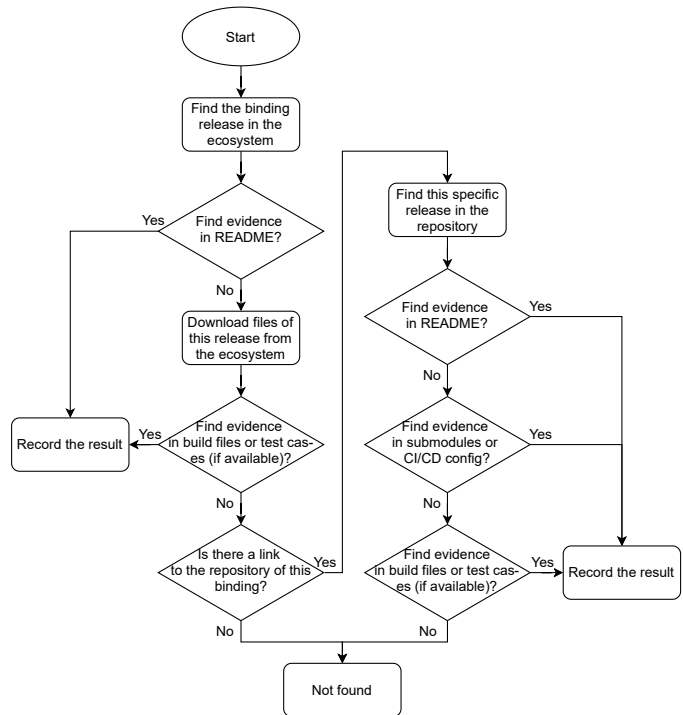 Start
Find the binding
release in the
ecosystem
Yes
Find evidence
in README?
No
Download files of
this release from
the ecosystem
Record the result
Yes
Find evidence
in build files or test cas-
es (if available)?
No
Is there a link
to the repository of this
binding?
Yes
No
Find this specific
release in the
repository
Find evidence
in README?
Yes
No
Find evidence
in submodules or
CI/CD config?
Yes
No
Find evidence
in build files or test cas-
es (if available)?
Yes
Record the result
No
Not found